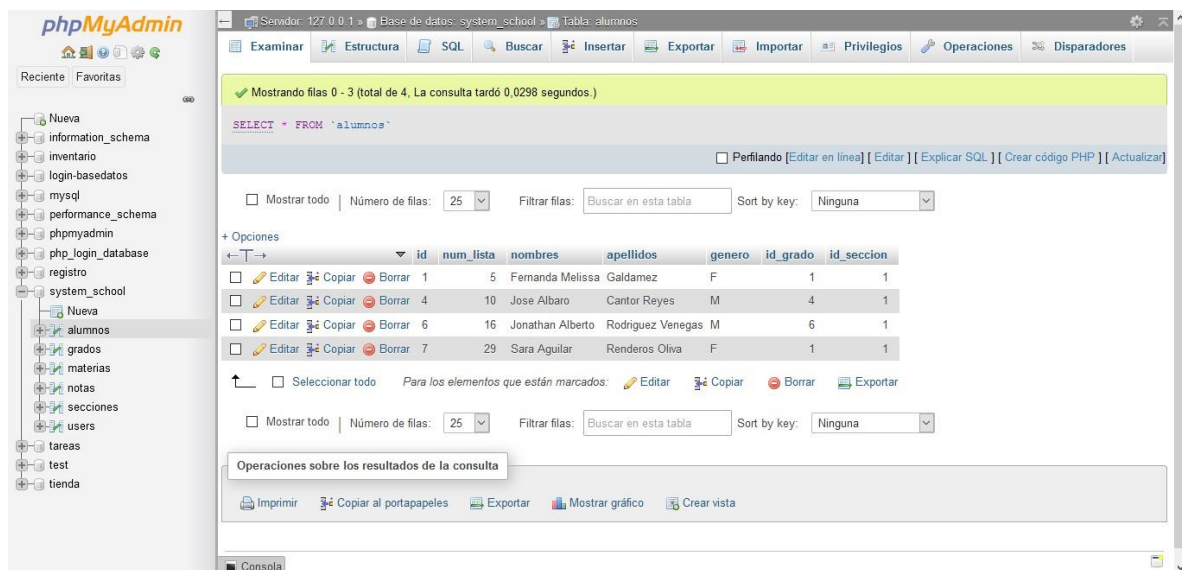 phpMyAdmin
Reciente Favoritas
Nueva
information_schema
inventario
login-basedatos
mysql
performance_schema
phpmyadmin
php_login_database
registro
system_school
Nueva
alumnos
grados
materias
notas
secciones
users
tareas
test
tienda
Servidor: 127.0.0.1 » Base de datos: system_school » Tabla: alumnos
Examinar Estructura SQL Buscar Insertar Exportar Importar Privilegios Operaciones Disparadores
Mostrando filas 0 - 3 (total de 4, La consulta tardó 0,0298 segundos.)
SELECT * FROM `alumnos`
Perfilando [Editar en línea] [ Editar ] [ Explicar SQL ] [ Crear código PHP ] [ Actualizar]
Mostrar todo | Número de filas: 25 Filtrar filas: Buscar en esta tabla Sort by key: Ninguna
+ Opciones
←T→ id num_lista nombres apellidos genero id_grado id_seccion
Editar Copiar Borrar 1 5 Fernanda Melissa Galdamez F 1 1
Editar Copiar Borrar 4 10 Jose Albaro Cantor Reyes M 4 1
Editar Copiar Borrar 6 16 Jonathan Alberto Rodriguez Venegas M 6 1
Editar Copiar Borrar 7 29 Sara Aguilar Renderos Oliva F 1 1
Seleccionar todo Para los elementos que están marcados: Editar Copiar Borrar Exportar
Mostrar todo | Número de filas: 25 Filtrar filas: Buscar en esta tabla Sort by key: Ninguna
Operaciones sobre los resultados de la consulta
Imprimir Copiar al portapapeles Exportar Mostrar gráfico Crear vista
Consola